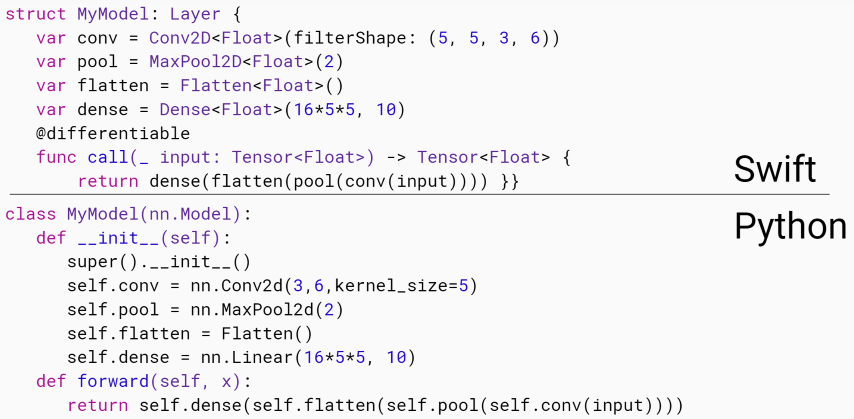 struct MyModel: Layer {
var conv = Conv2D<Float>(filterShape: (5, 5, 3, 6))
var pool = MaxPool2D<Float>(2)
var flatten = Flatten<Float>()
var dense = Dense<Float>(16*5*5, 10)
@differentiable
func call(_ input: Tensor<Float>) -> Tensor<Float> {
return dense(flatten(pool(conv(input)))) }}
Swift
class MyModel(nn.Model):
Python
def __init__(self):
super().__init__()
self.conv = nn.Conv2d(3,6,kernel_size=5)
self.pool = nn.MaxPool2d(2)
self.flatten = Flatten()
self.dense = nn.Linear(16*5*5, 10)
def forward(self, x):
return self.dense(self.flatten(self.pool(self.conv(input))))